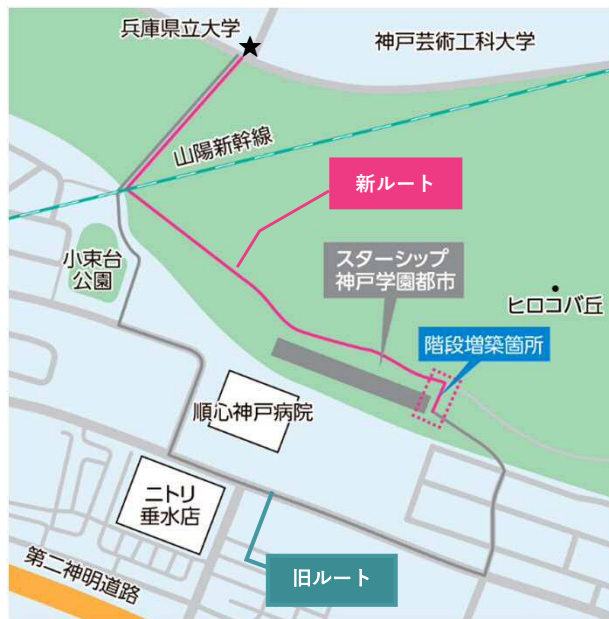 兵庫県立大学
神戸芸術工科大学
山陽新幹線
新ルート
小束台
公園
スターシップ
神戸学園都市
ヒヨコバ丘
階段増築箇所
順心神戸病院
ニトリ
垂水店
旧ルート
第二神明道路